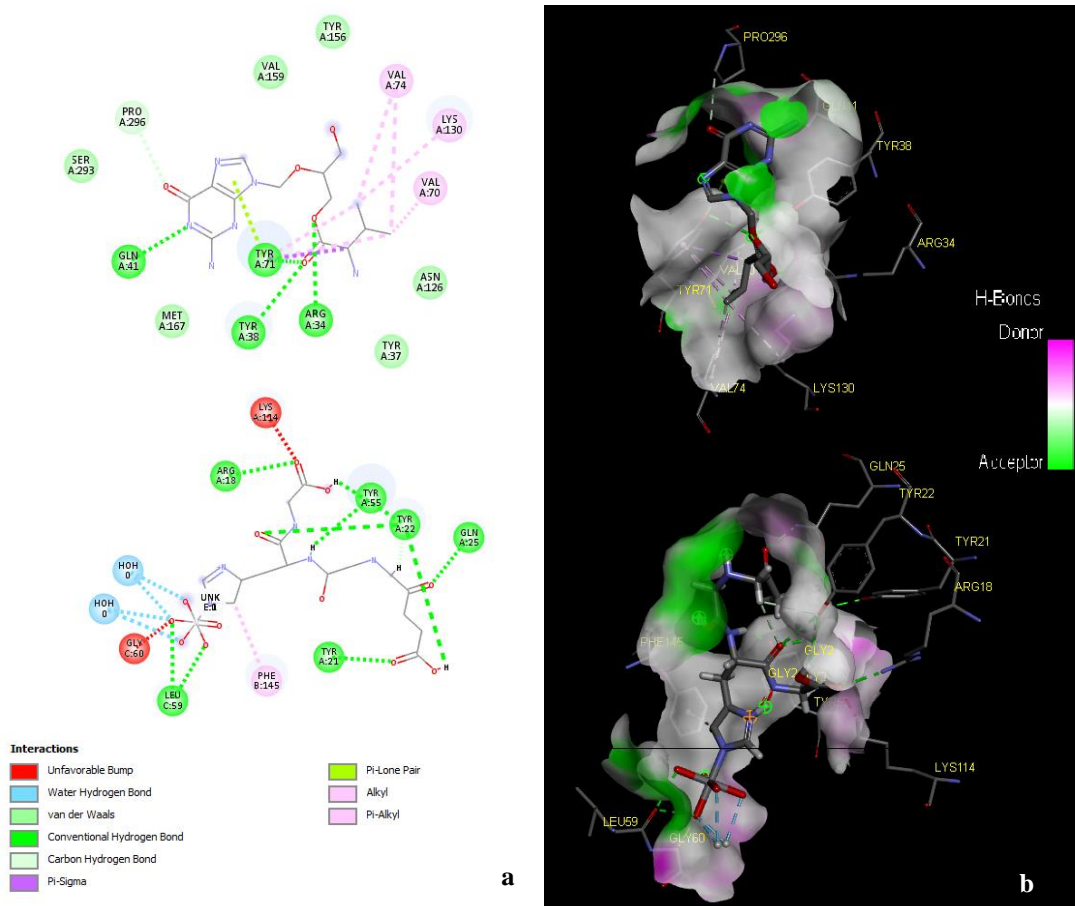 TYR
A:156
VAL
A:159
VAL
A:74
PRO
A:296
LYS
A:130
SER
A:293
VAL
A:70
GLN
A:41
TYR
A:71
ASN
A:126
MET
A:167
TYR
A:38
ARG
A:34
TYR
A:37
LYS
A:114
ARG
A:18
H
TYR
A:55
TYR
A:22
GLN
A:25
H
H
HOH
0
HOH
0
UNK
GLY
C:60
LEU
C:59
PHE
B:145
TYR
A:21
H
Interactions
Unfavorable Bump
Water Hydrogen Bond
van der Waals
Conventional Hydrogen Bond
Carbon Hydrogen Bond
Pi-Sigma
Pi-Lone Pair
Alkyl
Pi-Alkyl
a
PRO296
TYR38
ARG34
TYR71
VAL74
LYS130
H-Bonds
Donor
Acceptor
GLN25
TYR22
TYR21
ARG18
PHE145
LYS114
LEU59
GLY60
b